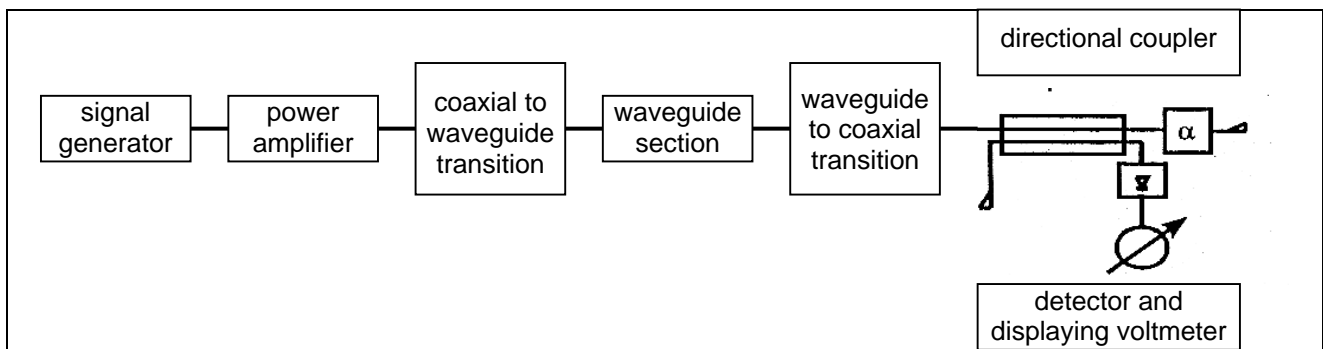 directional coupler
signal
generator
power
amplifier
coaxial to
waveguide
transition
waveguide
section
waveguide
to coaxial
transition
α
detector and
displaying voltmeter